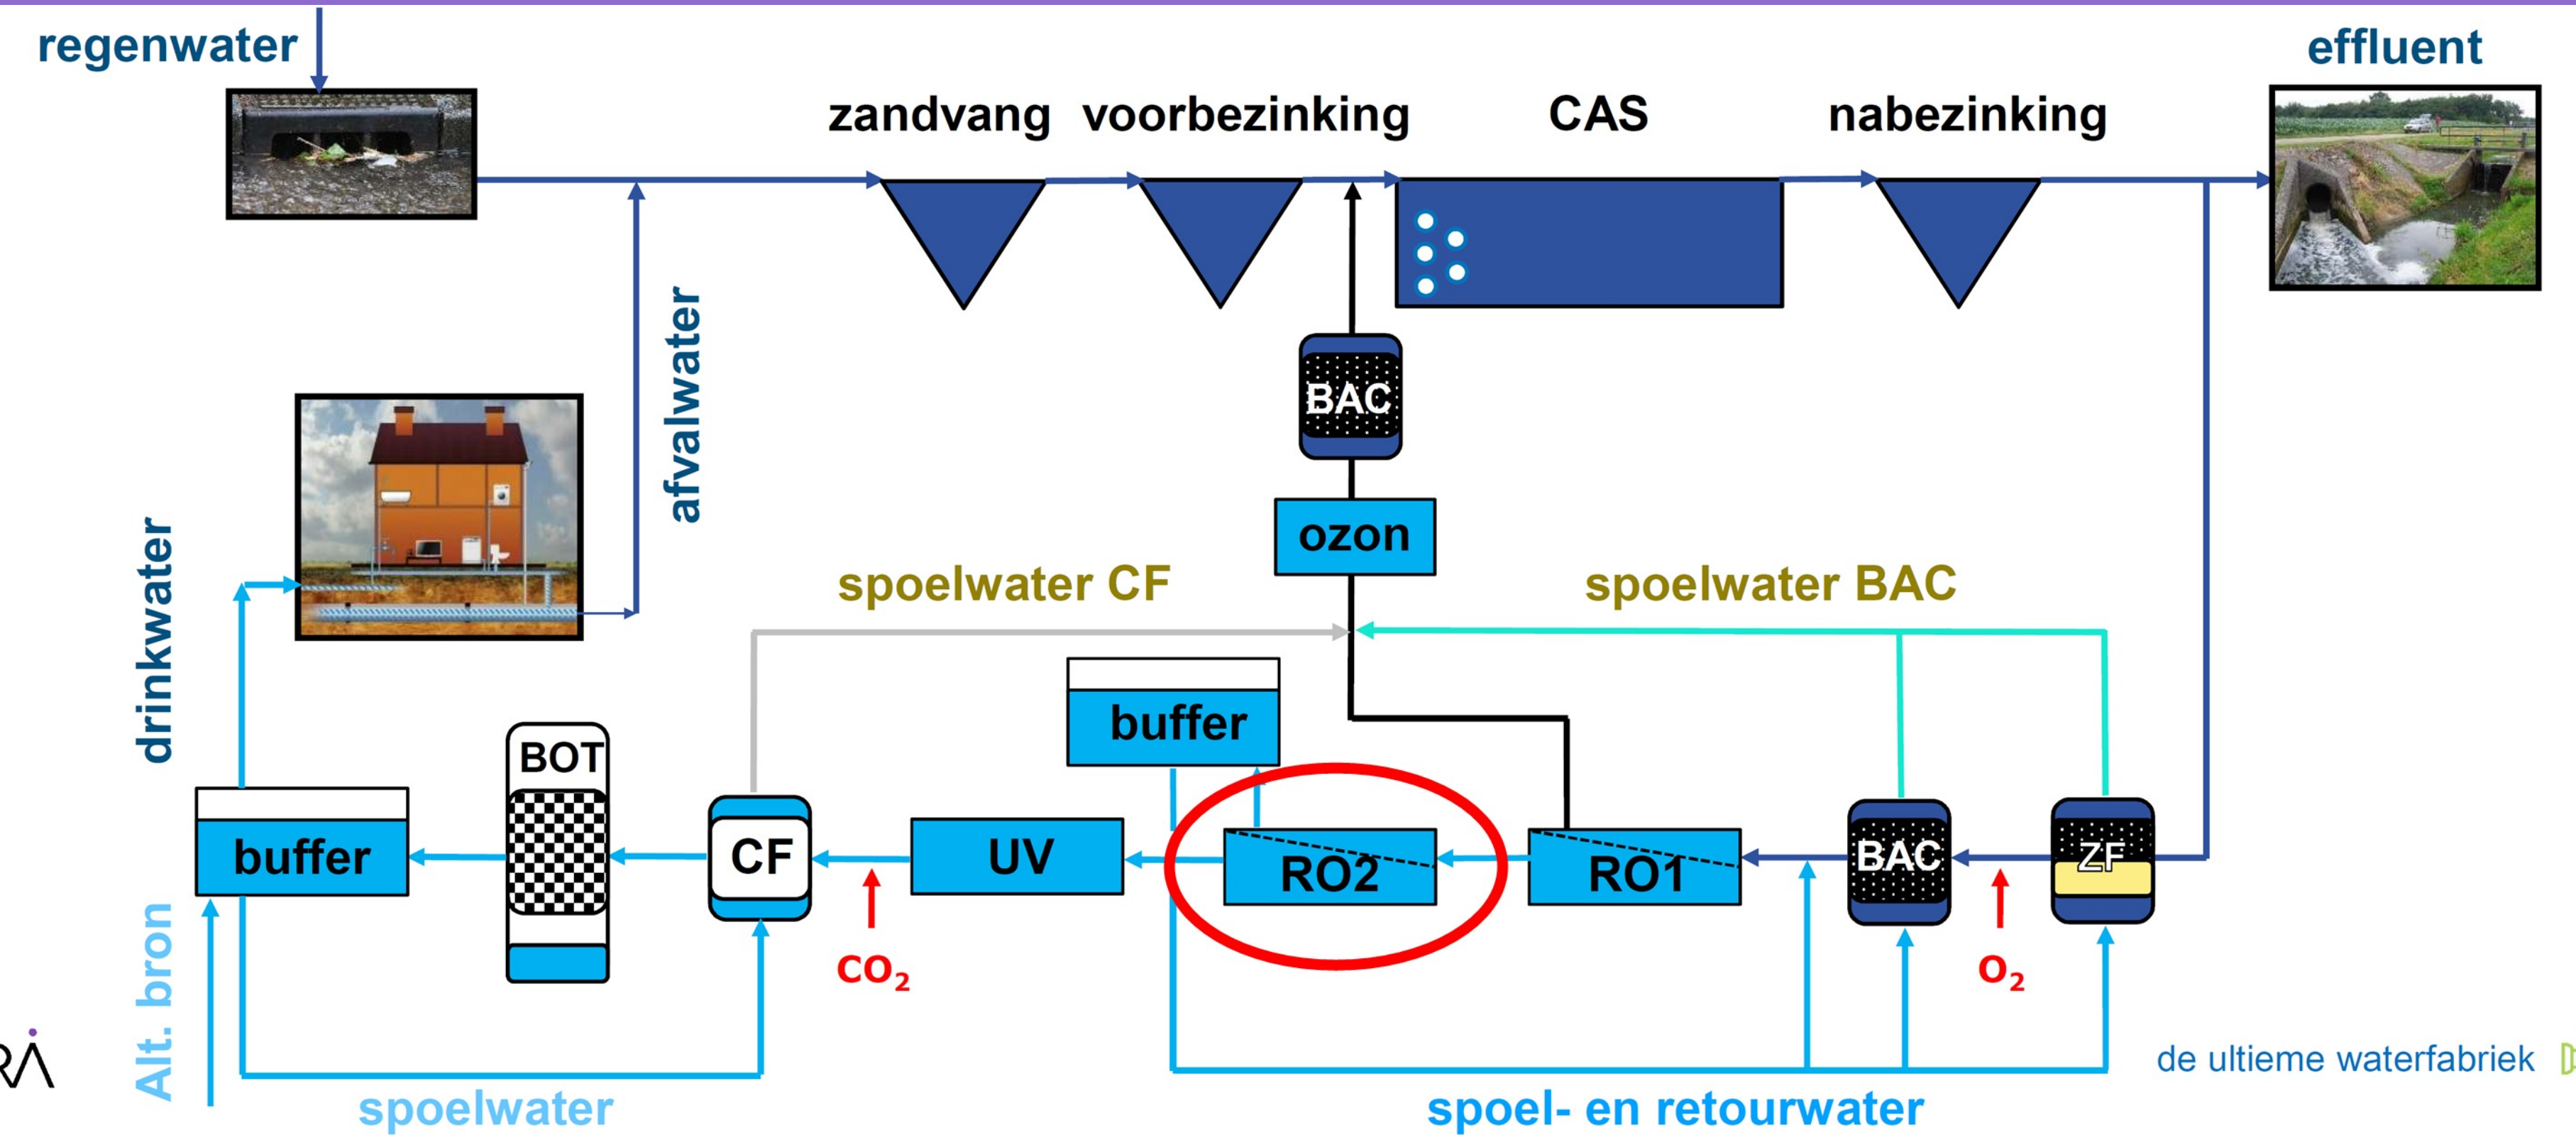 regenwater
effluent
zandvang
voorbezinking
CAS
nabezinking
afvalwater
BAC
ozon
drinkwater
spoelwater CF
spoelwater BAC
buffer
BOT
buffer
CF
UV
RO2
RO1
BAC
ZF
CO₂
O₂
Alt. bron
RA
de ultieme waterfabriek
spoelwater
spoel- en retourwater